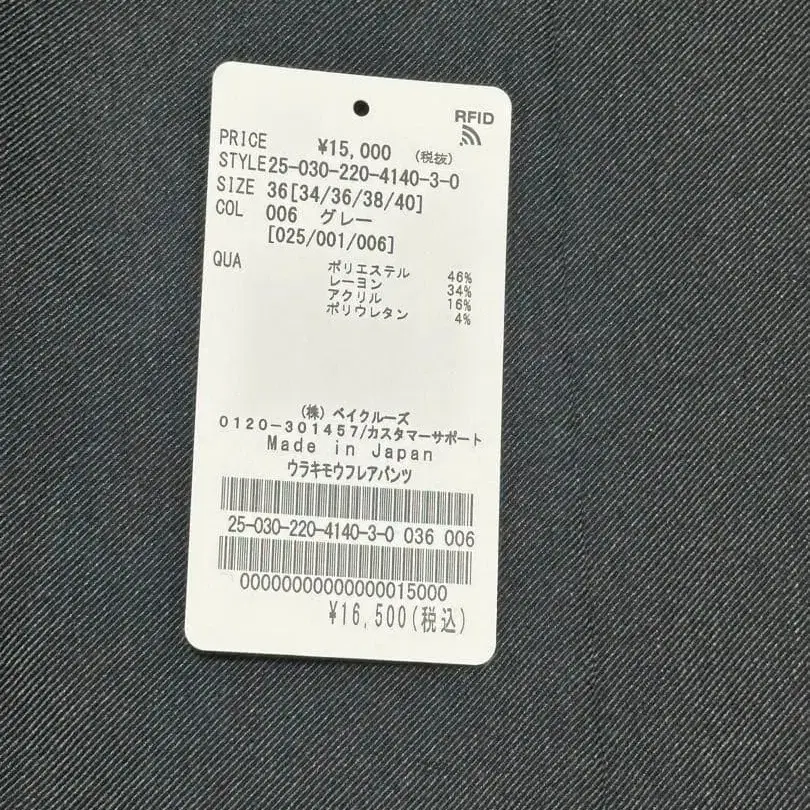 RFID
PRICE ¥15,000 (税抜)
STYLE 25-030-220-4140-3-0
SIZE 36[34/36/38/40]
COL 006 グレー
[025/001/006]
QUA ポリエステル 46%
レーヨン 34%
アクリル 16%
ポリウレタン 4%
(株)ベイクルーズ
0120-301457/カスタマーサポート
Made in Japan
ウラキモウフレアパンツ
25-030-220-4140-3-0 036 006
00000000000000015000
¥16,500(税込)